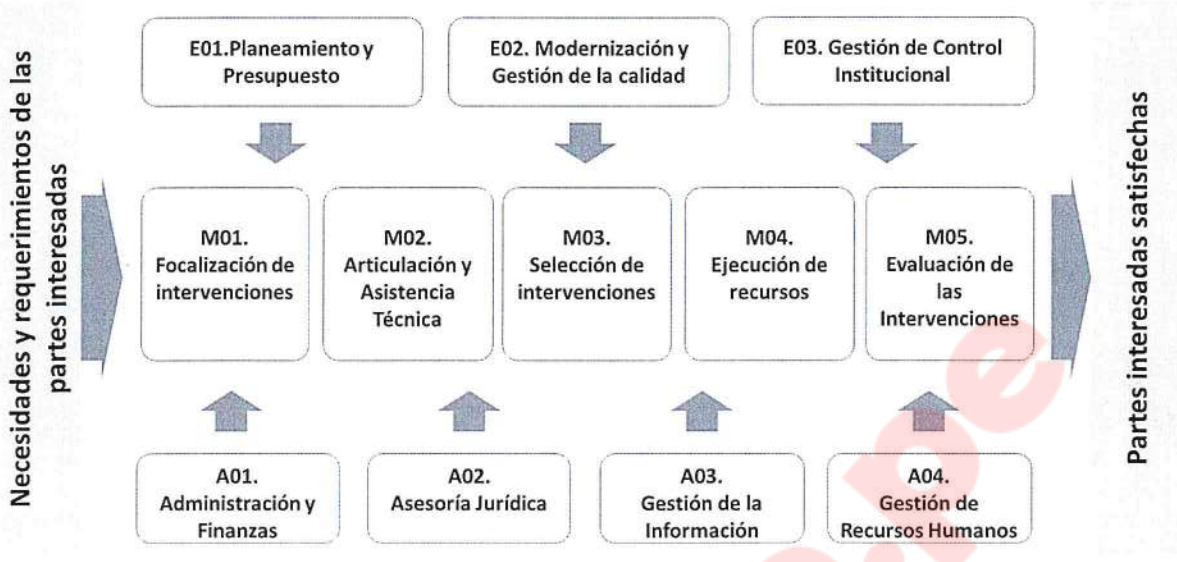 Necesidades y requerimientos de las
partes interesadas
E01.Planeamiento y
Presupuesto
E02. Modernización y
Gestión de la calidad
E03. Gestión de Control
Institucional
M01.
Focalización de
intervenciones
M02.
Articulación y
Asistencia
Técnica
M03.
Selección de
intervenciones
M04.
Ejecución de
recursos
M05.
Evaluación de
las
Intervenciones
A01.
Administración y
Finanzas
A02.
Asesoría Jurídica
A03.
Gestión de la
Información
A04.
Gestión de
Recursos Humanos
Partes interesadas satisfechas